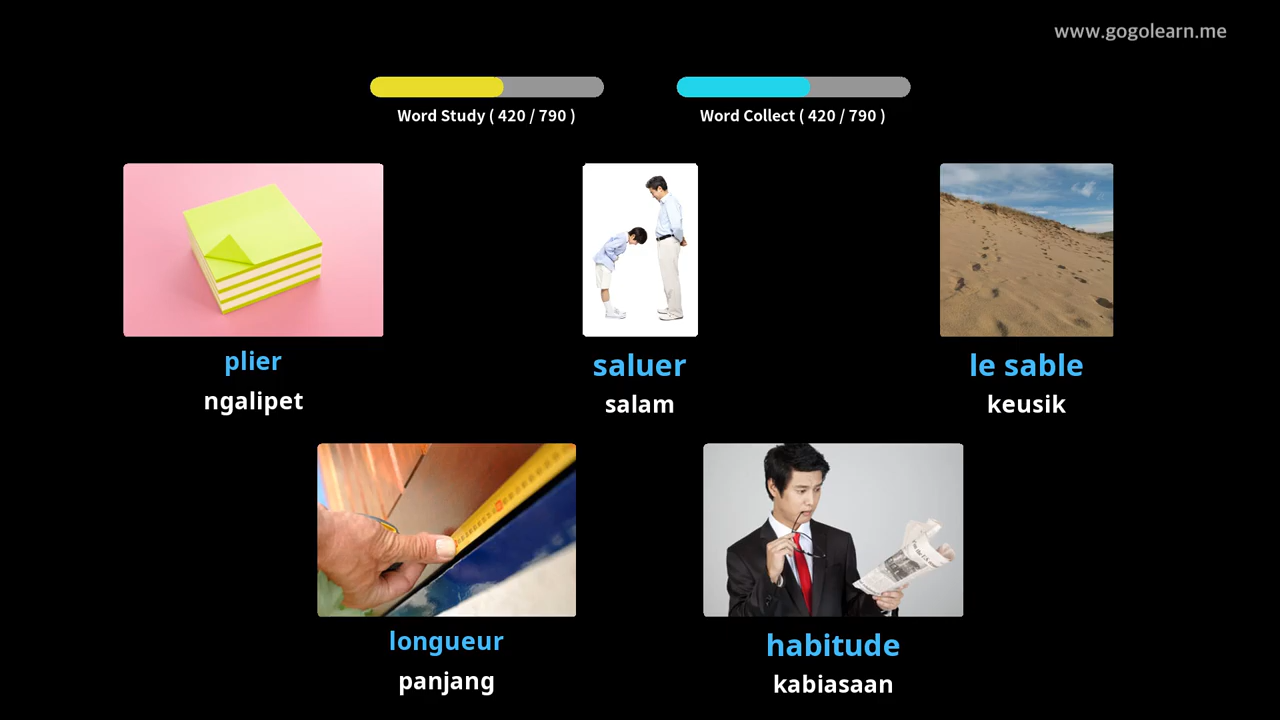 www.gogolearn.me
Word Study ( 420 / 790 )
Word Collect ( 420 / 790 )
plier
ngalipet
saluer
salam
le sable
keusik
longueur
panjang
habitude
kabiasaan